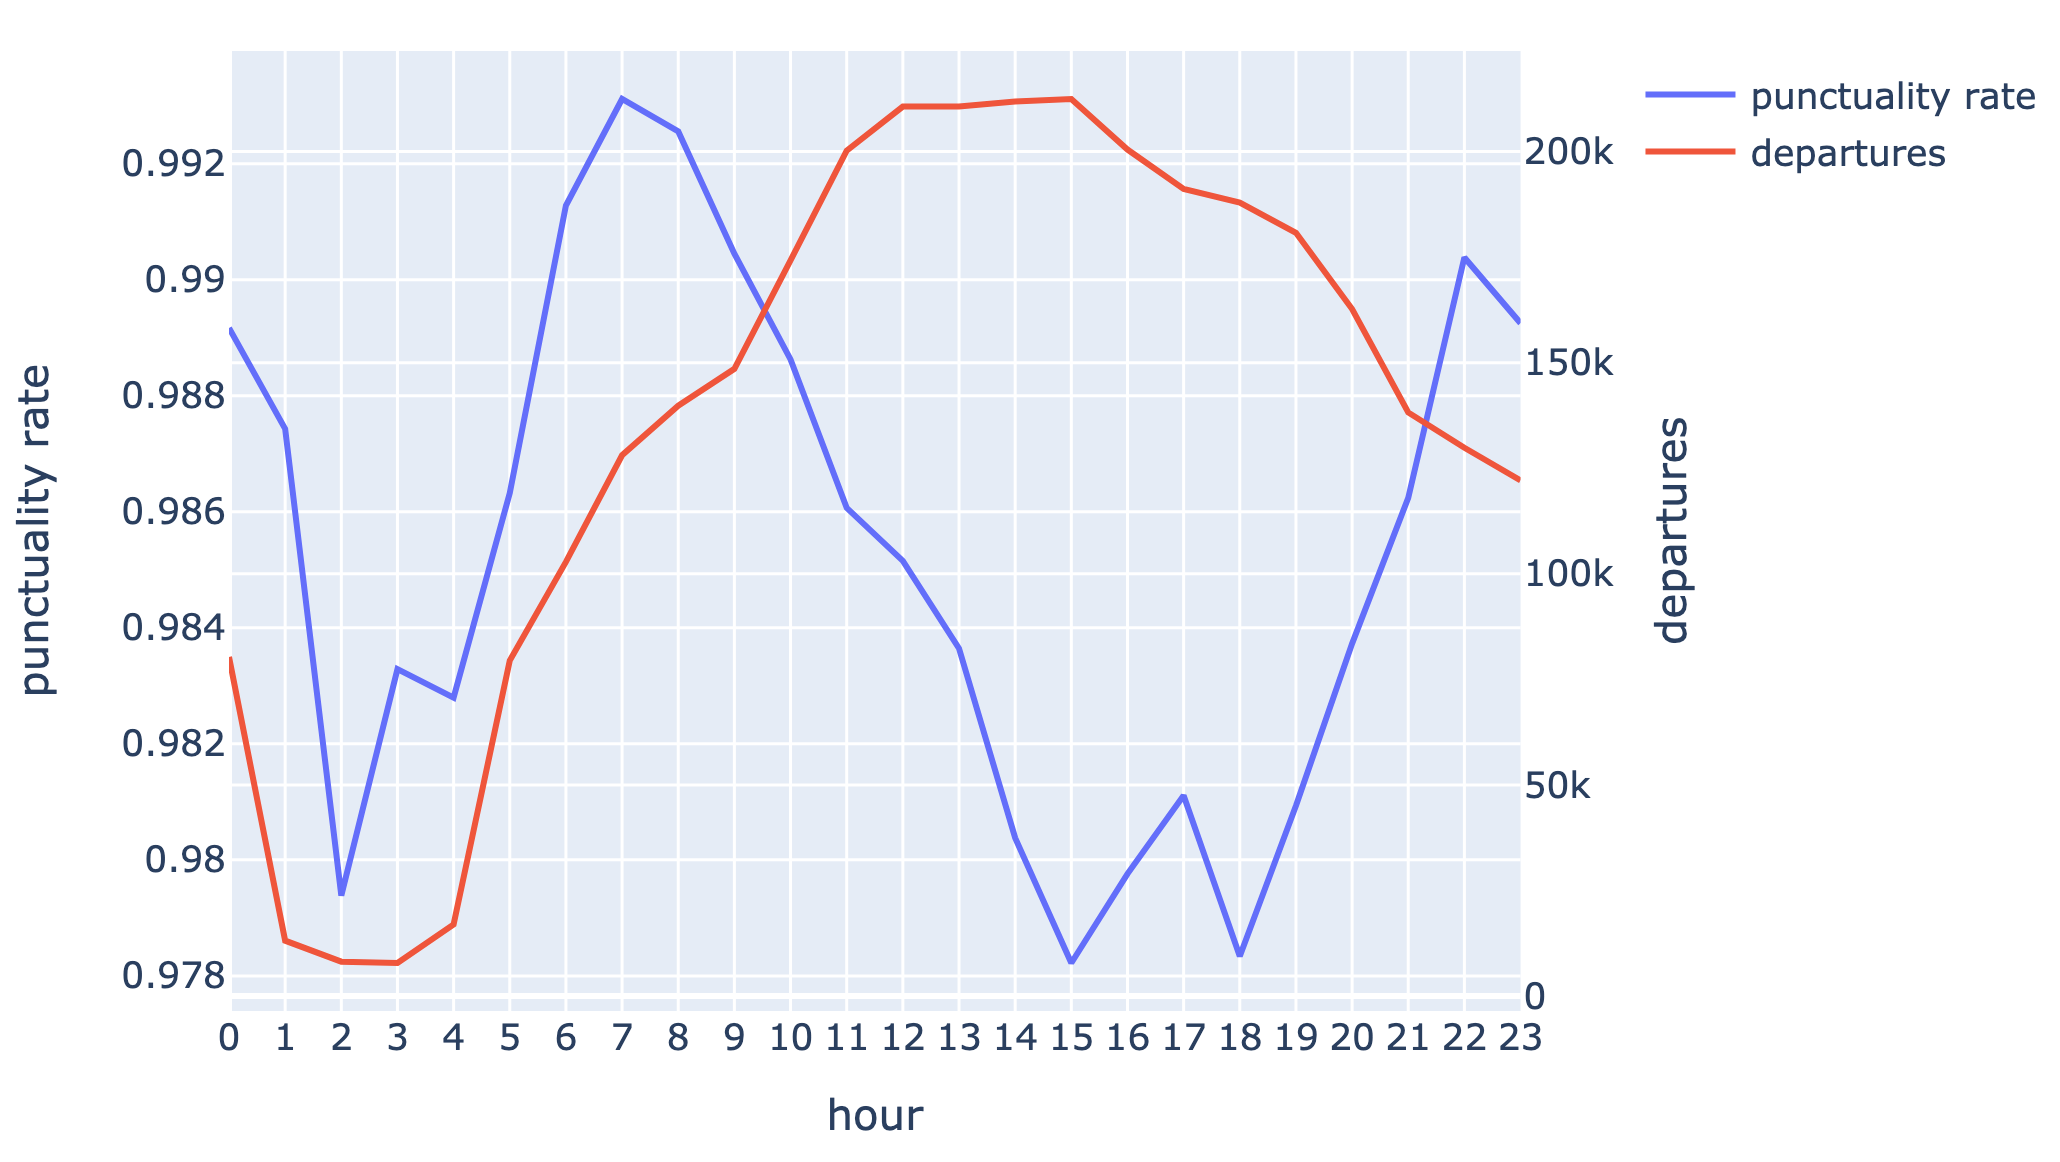 punctuality rate
departures
0.992
0.99
0.988
0.986
0.984
0.982
0.98
0.978
punctuality rate
200k
150k
100k
50k
0
departures
0 1 2 3 4 5 6 7 8 9 10 11 12 13 14 15 16 17 18 19 20 21 22 23
hour